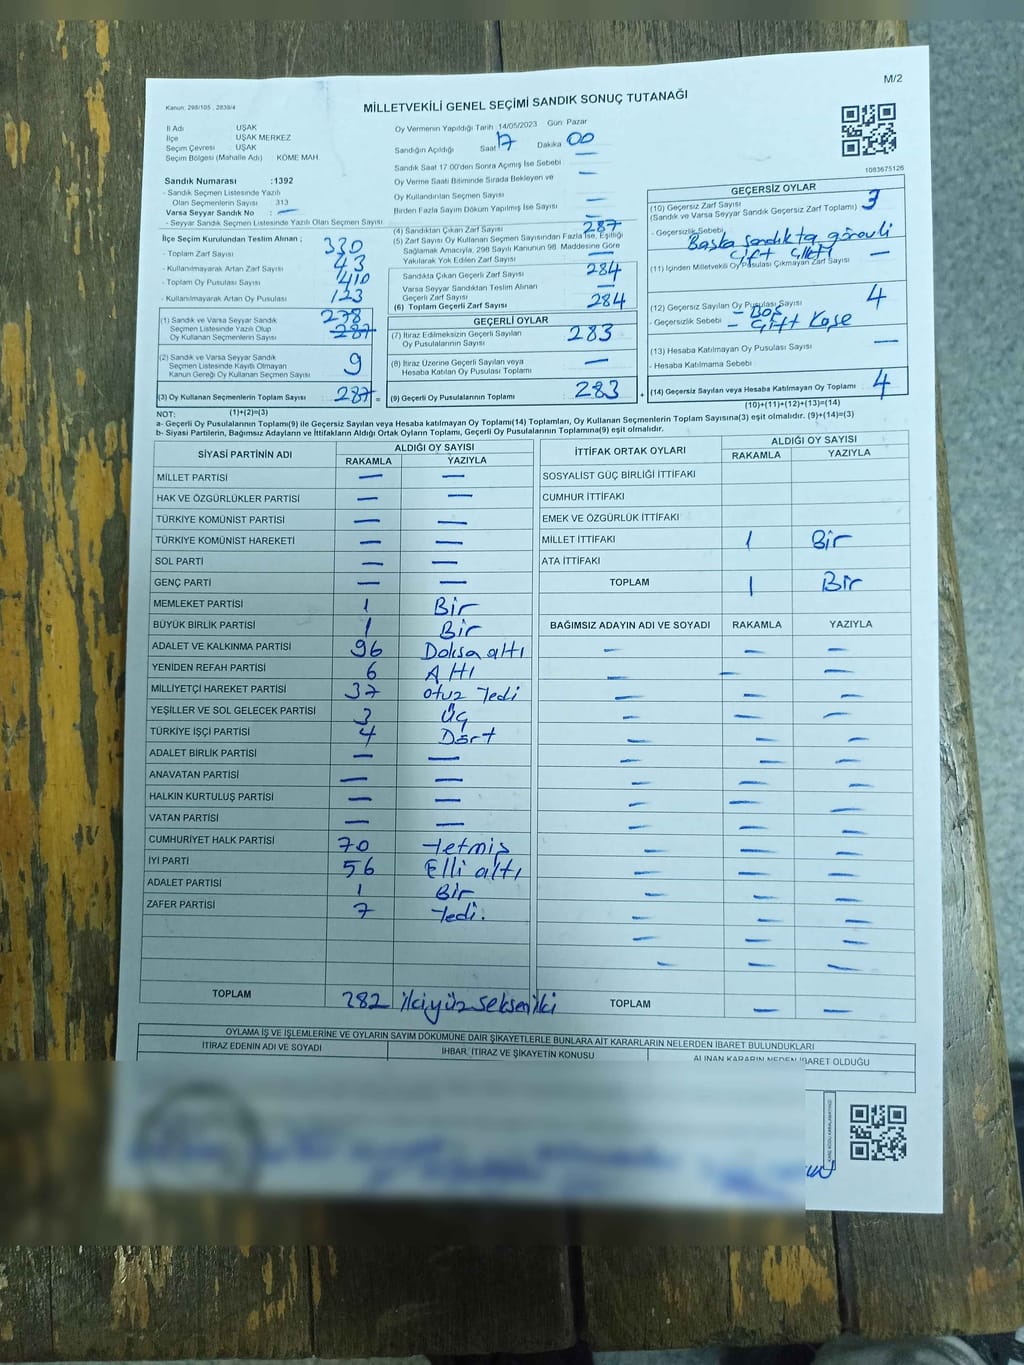 M/2
Kanun: 298/105 , 2839/4
MİLLETVEKİLİ GENEL SEÇİMİ SANDIK SONUÇ TUTANAĞI
İl Adı UŞAK
İlçe UŞAK MERKEZ
Seçim Çevresi : UŞAK
Seçim Bölgesi (Mahalle Adı) KÖME MAH.
Sandık Numarası :1392
- Sandık Seçmen Listesinde Yazılı
Olan Seçmenlerin Sayısı 313
Varsa Seyyar Sandık No : —
- Seyyar Sandık Seçmen Listesinde Yazılı Olan Seçmen Sayısı
Oy Vermenin Yapıldığı Tarih 14/05/2023 Gün Pazar
Sandığın Açıldığı Saat 17 Dakika 00
Sandık Saat 17:00'den Sonra Açılmış İse Sebebi —
Oy Verme Saati Bitiminde Sırada Bekleyen ve —
Oy Kullandırılan Seçmen Sayısı —
Birden Fazla Sayım Döküm Yapılmış İse Sayısı —
1083675126
İlçe Seçim Kurulundan Teslim Alınan ;
- Toplam Zarf Sayısı 330
- Kullanılmayarak Artan Zarf Sayısı 43
- Toplam Oy Pusulası Sayısı 410
- Kullanılmayarak Artan Oy Pusulası 123
(1) Sandık ve Varsa Seyyar Sandık 278
Seçmen Listesinde Yazılı Olup
Oy Kullanan Seçmenlerin Sayısı 287
(2) Sandık ve Varsa Seyyar Sandık
Seçmen Listesinde Kayıtlı Olmayan 9
Kanun Gereği Oy Kullanan Seçmen Sayısı
(3) Oy Kullanan Seçmenlerin Toplam Sayısı 287 =
(1)+(2)=(3)
(4) Sandıktan Çıkan Zarf Sayısı 287
(5) Zarf Sayısı Oy Kullanan Seçmen Sayısından Fazla İse, Eşitliği
Sağlamak Amacıyla, 298 Sayılı Kanunun 98. Maddesine Göre
Yakılarak Yok Edilen Zarf Sayısı —
Sandıkta Çıkan Geçerli Zarf Sayısı 284
Varsa Seyyar Sandıktan Teslim Alınan
Geçerli Zarf Sayısı —
(6) Toplam Geçerli Zarf Sayısı 284
GEÇERLİ OYLAR
(7) İtiraz Edilmeksizin Geçerli Sayılan
Oy Pusulalarının Sayısı 283
(8) İtiraz Üzerine Geçerli Sayılan veya
Hesaba Katılan Oy Pusulası Toplamı —
(9) Geçerli Oy Pusulalarının Toplamı 283 +
GEÇERSİZ OYLAR
(10) Geçersiz Zarf Sayısı 3
(Sandık ve Varsa Seyyar Sandık Geçersiz Zarf Toplamı)
- Geçersizlik Sebebi Başka sandıkta görevli
(11) İçinden Milletvekili Oy Pusulası Çıkmayan Zarf Sayısı —
(12) Geçersiz Sayılan Oy Pusulası Sayısı 4
- Geçersizlik Sebebi – Boş
– Çift Kaşe
(13) Hesaba Katılmayan Oy Pusulası Sayısı —
- Hesaba Katılmama Sebebi
(14) Geçersiz Sayılan veya Hesaba Katılmayan Oy Toplamı 4
(10)+(11)+(12)+(13)=(14)
NOT:
a- Geçerli Oy Pusulalarının Toplamı(9) ile Geçersiz Sayılan veya Hesaba katılmayan Oy Toplamı(14) Toplamları, Oy Kullanan Seçmenlerin Toplam Sayısına(3) eşit olmalıdır. (9)+(14)=(3)
b- Siyasi Partilerin, Bağımsız Adayların ve İttifakların Aldığı Ortak Oyların Toplamı, Geçerli Oy Pusulalarının Toplamına(9) eşit olmalıdır.
SİYASİ PARTİNİN ADI ALDIĞI OY SAYISI
RAKAMLA YAZIYLA
MİLLET PARTİSİ — —
HAK VE ÖZGÜRLÜKLER PARTİSİ — —
TÜRKİYE KOMÜNİST PARTİSİ — —
TÜRKİYE KOMÜNİST HAREKETİ — —
SOL PARTİ — —
GENÇ PARTİ — —
MEMLEKET PARTİSİ 1 Bir
BÜYÜK BİRLİK PARTİSİ 1 Bir
ADALET VE KALKINMA PARTİSİ 96 Doksa altı
YENİDEN REFAH PARTİSİ 6 Altı
MİLLİYETÇİ HAREKET PARTİSİ 37 otuz Yedi
YEŞİLLER VE SOL GELECEK PARTİSİ 3 Üç
TÜRKİYE İŞÇİ PARTİSİ 4 Dört
ADALET BİRLİK PARTİSİ — —
ANAVATAN PARTİSİ — —
HALKIN KURTULUŞ PARTİSİ — —
VATAN PARTİSİ — —
CUMHURİYET HALK PARTİSİ 70 Yetmiş
İYİ PARTİ 56 Elli altı
ADALET PARTİSİ 1 Bir
ZAFER PARTİSİ 7 Yedi.
TOPLAM 282 ikiyüz seksen iki
İTTİFAK ORTAK OYLARI ALDIĞI OY SAYISI
RAKAMLA YAZIYLA
SOSYALİST GÜÇ BİRLİĞİ İTTİFAKI
CUMHUR İTTİFAKI
EMEK VE ÖZGÜRLÜK İTTİFAKI
MİLLET İTTİFAKI 1 Bir
ATA İTTİFAKI
TOPLAM 1 Bir
BAĞIMSIZ ADAYIN ADI VE SOYADI RAKAMLA YAZIYLA
TOPLAM — —
OYLAMA İŞ VE İŞLEMLERİNE VE OYLARIN SAYIM DÖKÜMÜNE DAİR ŞİKAYETLERLE BUNLARA AİT KARARLARIN NELERDEN İBARET BULUNDUKLARI
İTİRAZ EDENİN ADI VE SOYADI İHBAR, İTİRAZ VE ŞİKAYETİN KONUSU ALINAN KARARIN NEDEN İBARET OLDUĞU